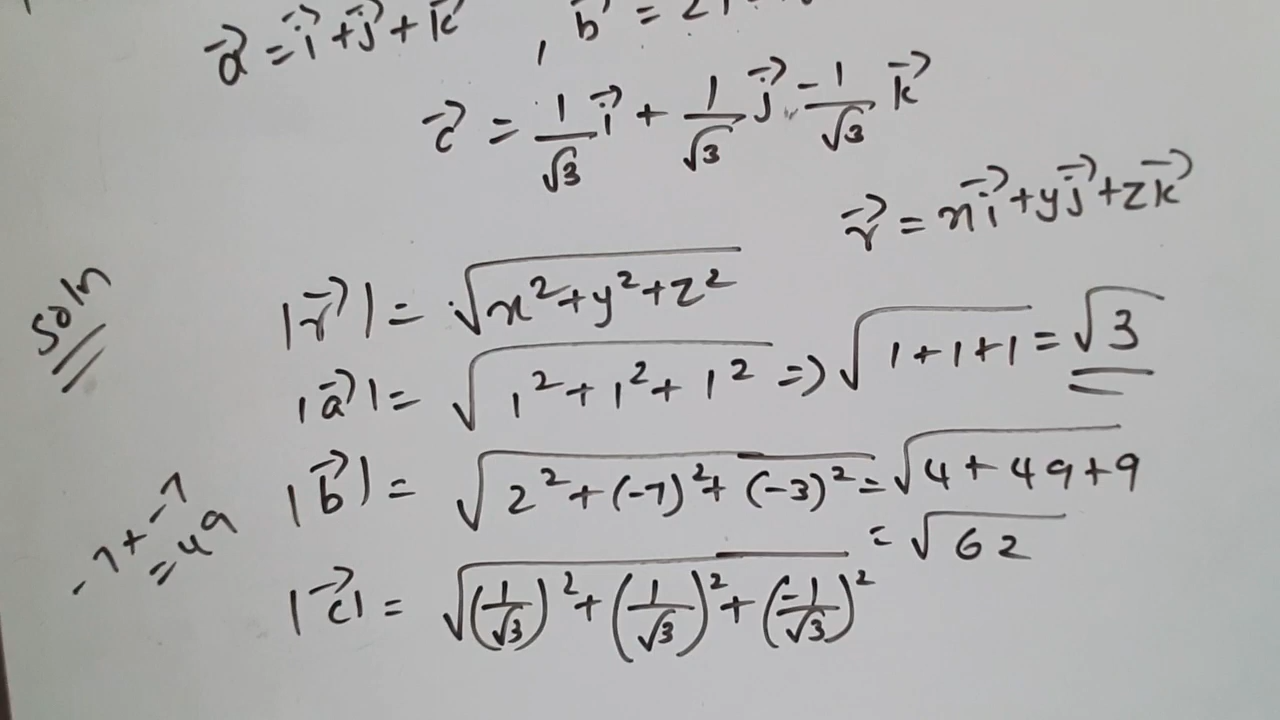 a⃗ = i⃗ + j⃗ + k⃗ , b⃗ = 2i
c⃗ = 1/√3 i⃗ + 1/√3 j⃗ - 1/√3 k⃗
r⃗ = xi⃗ + yj⃗ + zk⃗
Soln
|r⃗| = √(x² + y² + z²)
|a⃗| = √(1² + 1² + 1²) => √(1+1+1) = √3
|b⃗| = √(2² + (-7)² + (-3)²) = √(4 + 49 + 9)
= √62
-7 + -7
= 49
|c⃗| = √((1/√3)² + (1/√3)² + (-1/√3)²)